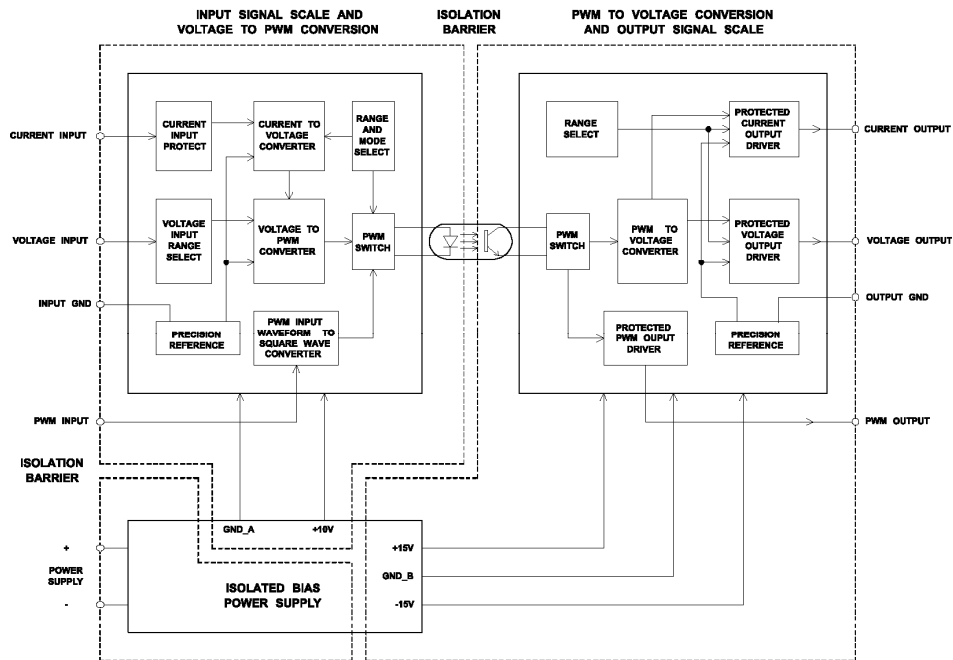 INPUT SIGNAL SCALE AND
VOLTAGE TO PWM CONVERSION
ISOLATION
BARRIER
PWM TO VOLTAGE CONVERSION
AND OUTPUT SIGNAL SCALE
CURRENT INPUT
CURRENT
INPUT
PROTECT
CURRENT TO
VOLTAGE
CONVERTER
RANGE
AND
MODE
SELECT
RANGE
SELECT
PROTECTED
CURRENT
OUTPUT
DRIVER
CURRENT OUTPUT
VOLTAGE INPUT
VOLTAGE
INPUT
RANGE
SELECT
VOLTAGE TO
PWM
CONVERTER
PWM
SWITCH
PWM
SWITCH
PWM TO
VOLTAGE
CONVERTER
PROTECTED
VOLTAGE
OUTPUT
DRIVER
VOLTAGE OUTPUT
INPUT GND
OUTPUT GND
PRECISION
REFERENCE
PWM INPUT
WAVEFORM TO
SQUARE WAVE
CONVERTER
PROTECTED
PWM OUPUT
DRIVER
PRECISION
REFERENCE
PWM INPUT
PWM OUTPUT
ISOLATION
BARRIER
GND_A
+10V
+
POWER
SUPPLY
-
ISOLATED BIAS
POWER SUPPLY
+15V
GND_B
-15V